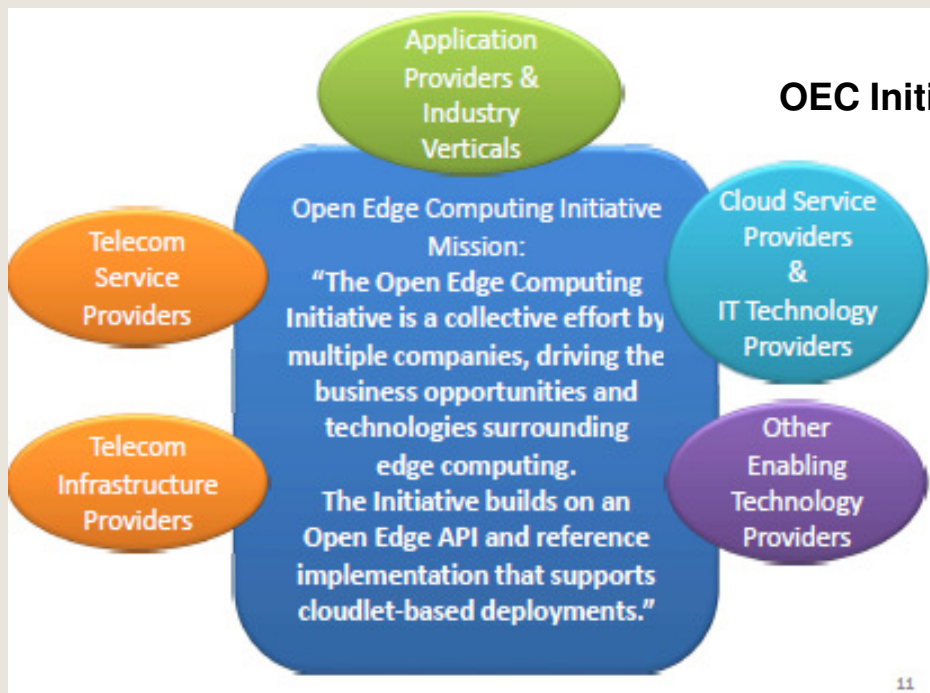 Application
Providers &
Industry
Verticals
OEC Initi
Open Edge Computing Initiative
Mission:
“The Open Edge Computing
Initiative is a collective effort by
multiple companies, driving the
business opportunities and
technologies surrounding
edge computing.
The Initiative builds on an
Open Edge API and reference
implementation that supports
cloudlet-based deployments.”
Telecom
Service
Providers
Telecom
Infrastructure
Providers
Cloud Service
Providers
&
IT Technology
Providers
Other
Enabling
Technology
Providers
11